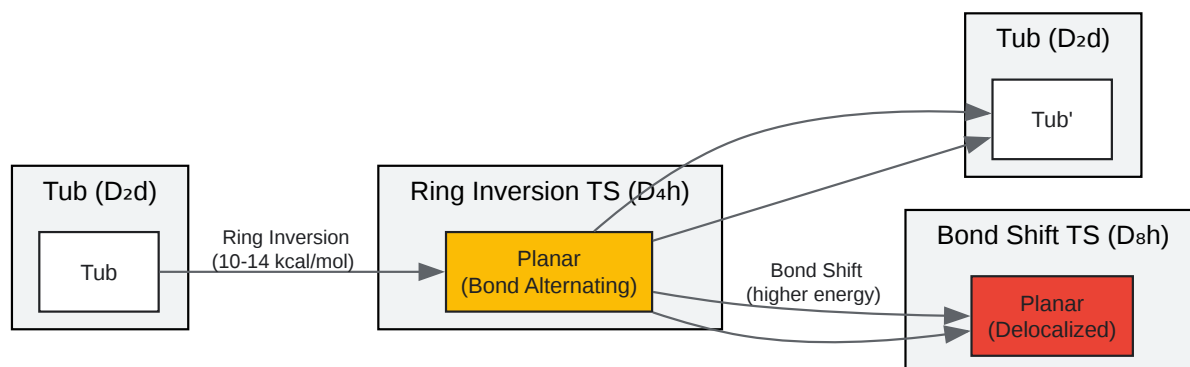 Tub (D₂d)
Tub'
Tub (D₂d)
Tub
Ring Inversion
(10-14 kcal/mol)
Ring Inversion TS (D₄h)
Planar
(Bond Alternating)
Bond Shift
(higher energy)
Bond Shift TS (D₈h)
Planar
(Delocalized)